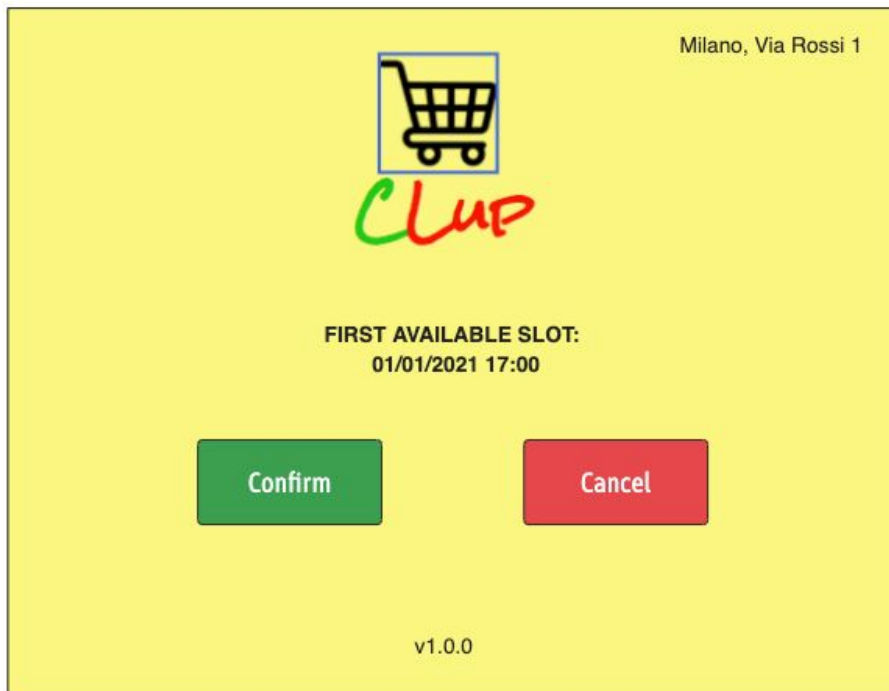 Milano, Via Rossi 1
CLup
FIRST AVAILABLE SLOT:
01/01/2021 17:00
Confirm
Cancel
v1.0.0